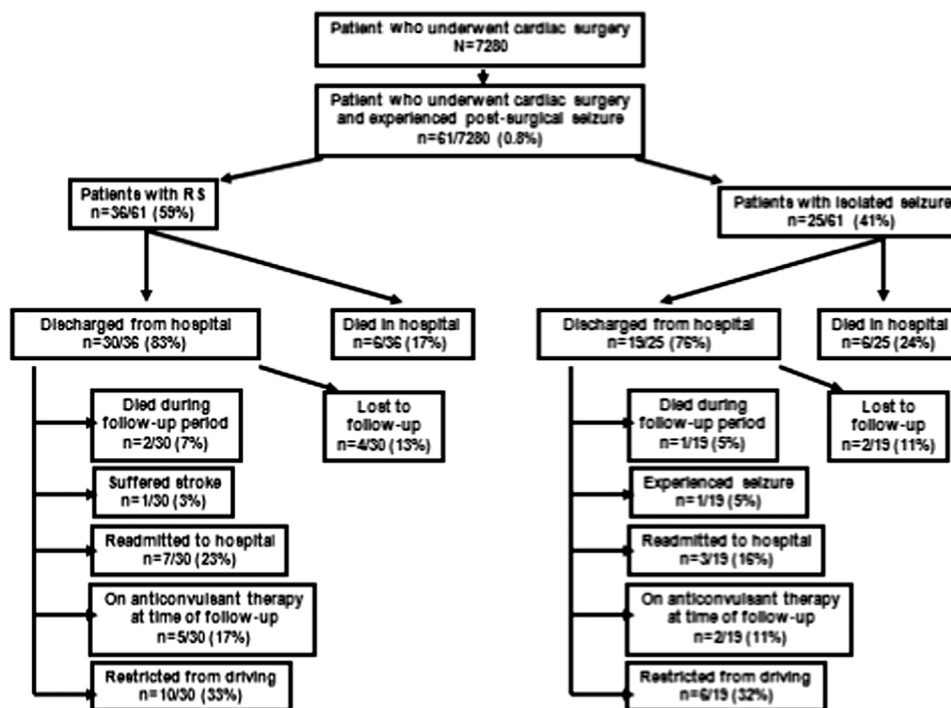 Patient who underwent cardiac surgery
N=7280
Patient who underwent cardiac surgery
and experienced post-surgical seizure
n=61/7280 (0.8%)
Patients with RS
n=36/61 (59%)
Patients with isolated seizure
n=25/61 (41%)
Discharged from hospital
n=30/36 (83%)
Died in hospital
n=6/36 (17%)
Discharged from hospital
n=19/25 (76%)
Died in hospital
n=6/25 (24%)
Died during
follow-up period
n=2/30 (7%)
Lost to
follow-up
n=4/30 (13%)
Died during
follow-up period
n=1/19 (5%)
Lost to
follow-up
n=2/19 (11%)
Suffered stroke
n=1/30 (3%)
Experienced seizure
n=1/19 (5%)
Readmitted to hospital
n=7/30 (23%)
Readmitted to hospital
n=3/19 (16%)
On anticonvulsant therapy
at time of follow-up
n=5/30 (17%)
On anticonvulsant therapy
at time of follow-up
n=2/19 (11%)
Restricted from driving
n=10/30 (33%)
Restricted from driving
n=6/19 (32%)